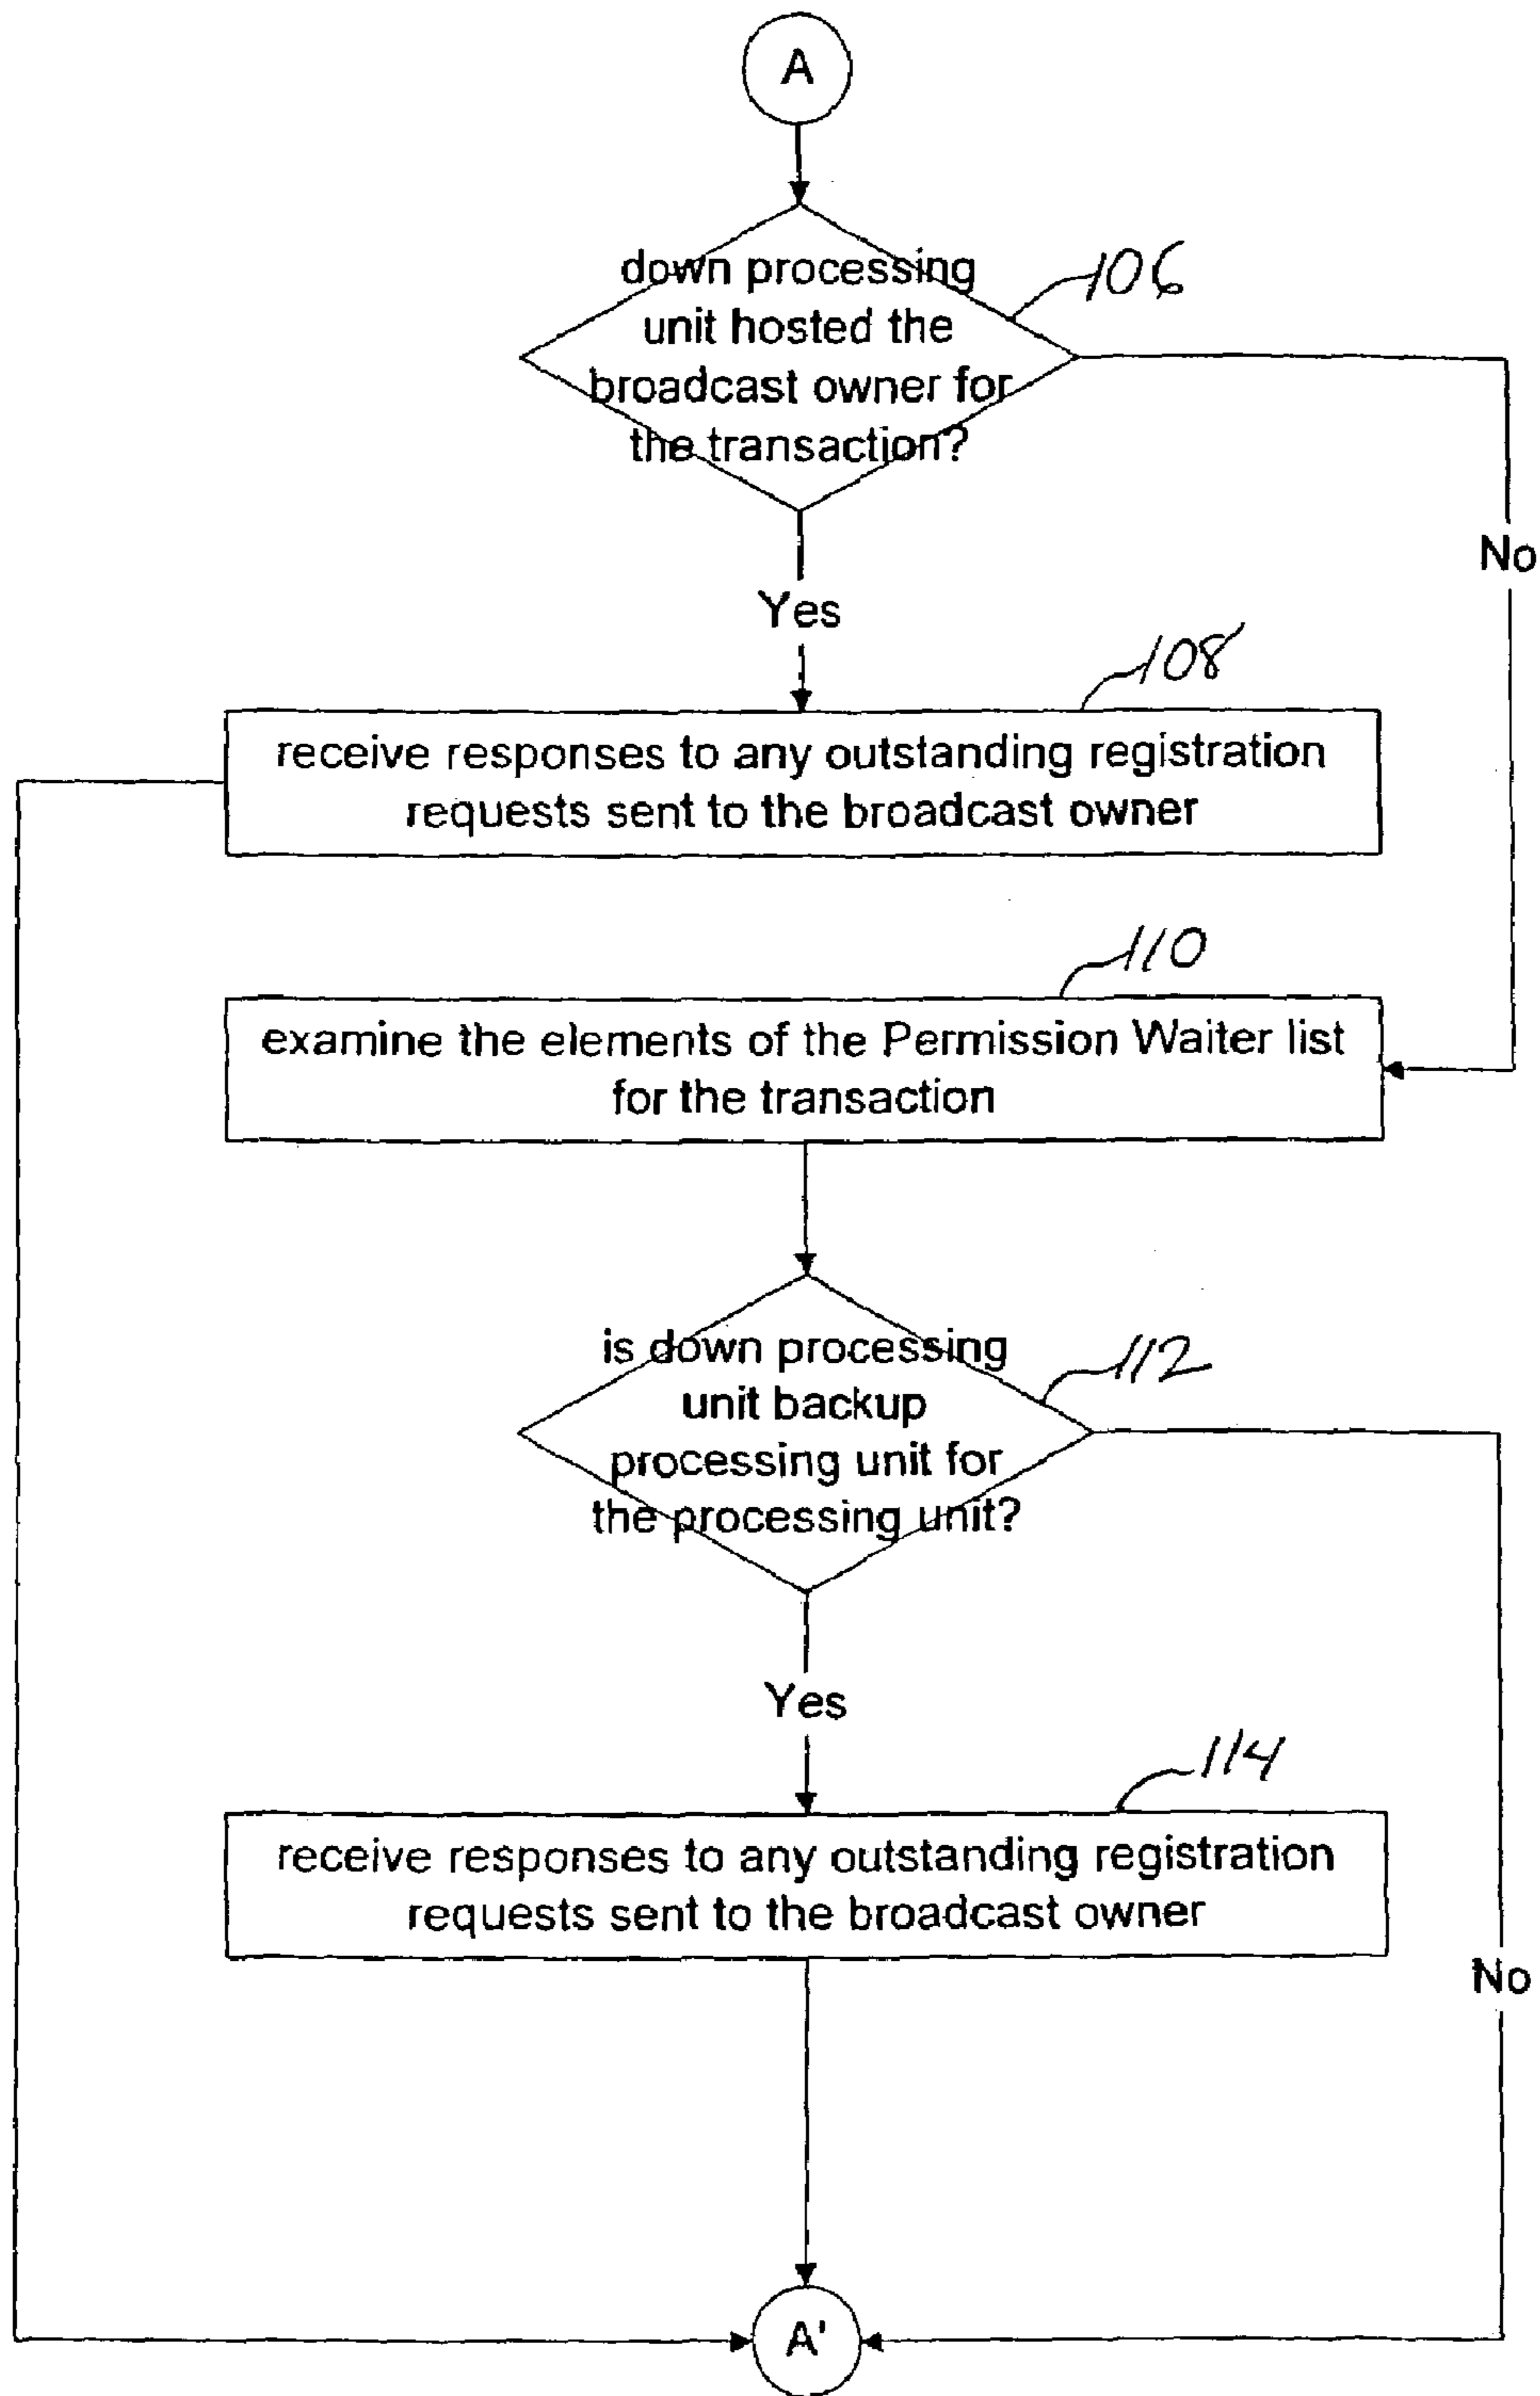 A
down processing
unit hosted the
broadcast owner for
the transaction?
106
No
Yes
108
receive responses to any outstanding registration
requests sent to the broadcast owner
110
examine the elements of the Permission Waiter list
for the transaction
is down processing
unit backup
processing unit for
the processing unit?
112
Yes
114
receive responses to any outstanding registration
requests sent to the broadcast owner
No
A'